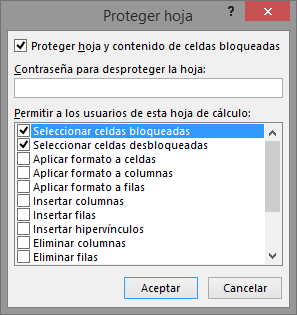 Proteger hoja
Proteger hoja y contenido de celdas bloqueadas
Contraseña para desproteger la hoja:
Permitir a los usuarios de esta hoja de cálculo:
Seleccionar celdas bloqueadas
Seleccionar celdas desbloqueadas
Aplicar formato a celdas
Aplicar formato a columnas
Aplicar formato a filas
Insertar columnas
Insertar filas
Insertar hipervínculos
Eliminar columnas
Eliminar filas
Aceptar Cancelar